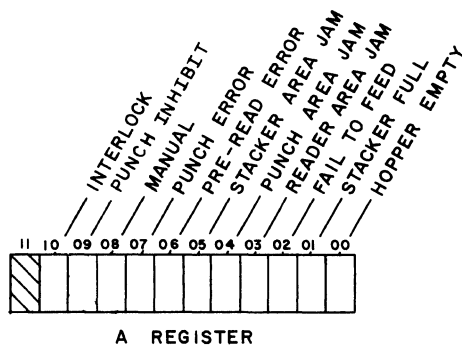 INTERLOCK
PUNCH INHIBIT
MANUAL
PUNCH ERROR
PRE-READ ERROR
STACKER AREA JAM
PUNCH AREA JAM
READER AREA JAM
FAIL TO FEED
STACKER FULL
HOPPER EMPTY
11 10 09 08 07 06 05 04 03 02 01 00
A REGISTER